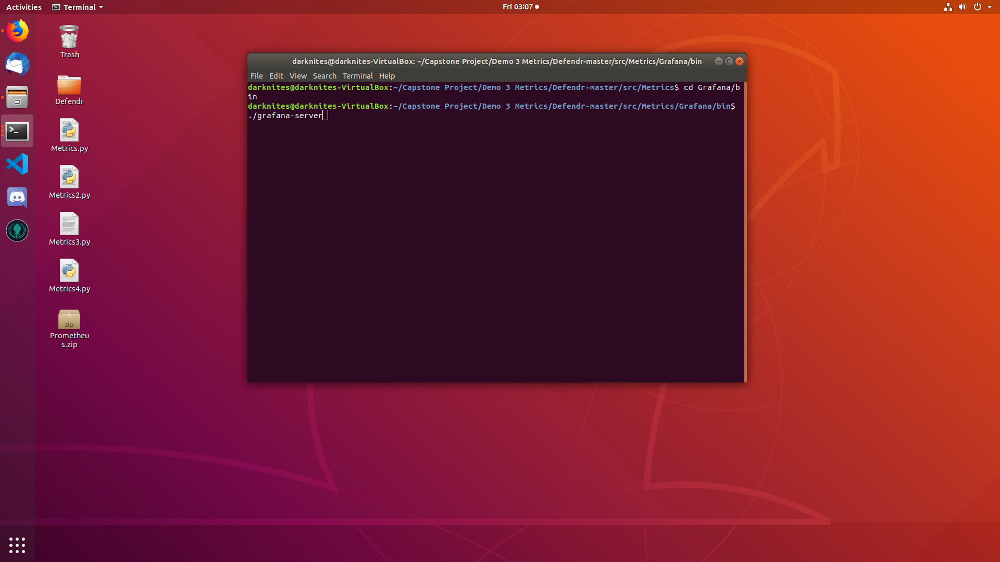 Activities
Terminal
Fri 03:07
Trash
Defendr
Metrics.py
Metrics2.py
Metrics3.py
Metrics4.py
zip
Prometheu
s.zip
darknites@darknites-VirtualBox: ~/Capstone Project/Demo 3 Metrics/Defendr-master/src/Metrics/Grafana/bin
File Edit View Search Terminal Help
darknites@darknites-VirtualBox:~/Capstone Project/Demo 3 Metrics/Defendr-master/src/Metrics$ cd Grafana/b
in
darknites@darknites-VirtualBox:~/Capstone Project/Demo 3 Metrics/Defendr-master/src/Metrics/Grafana/bin$
./grafana-server